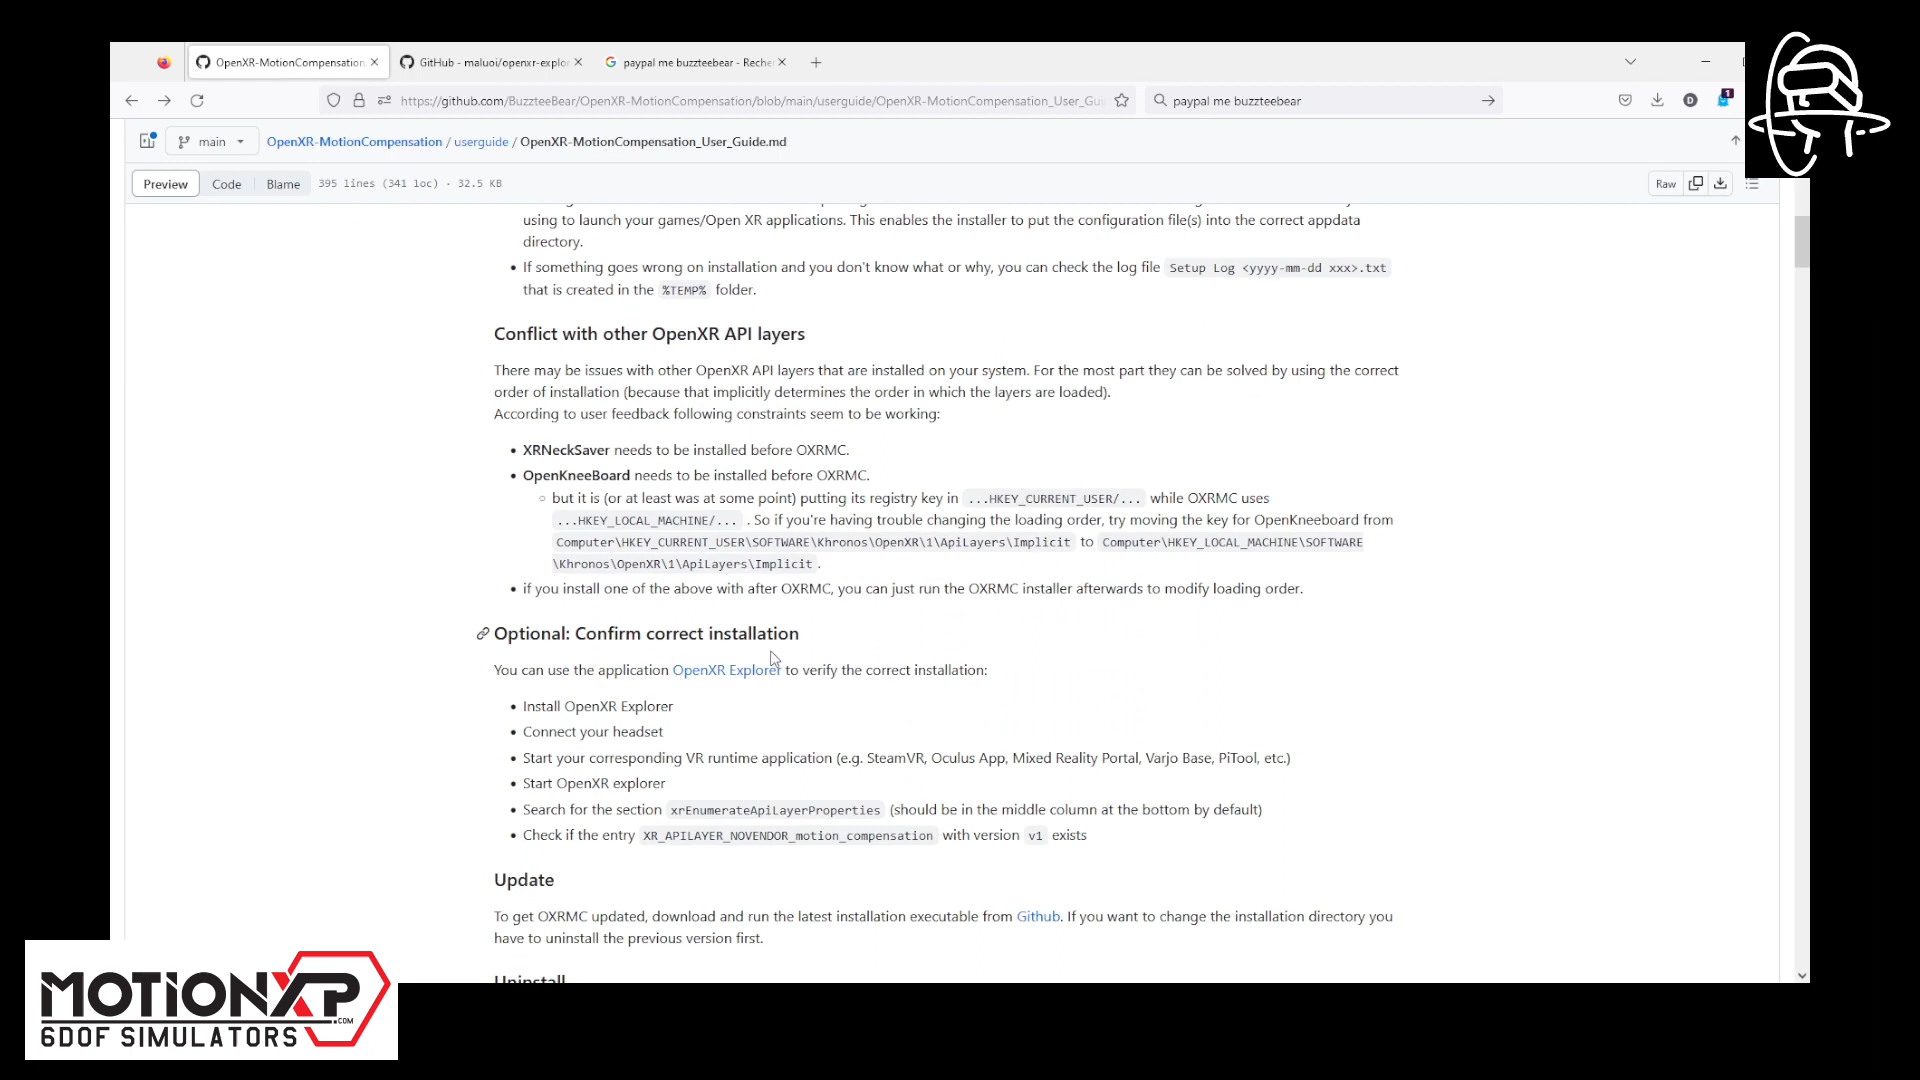 OpenXR-MotionCompensation
GitHub - maluoi/openxr-explor
paypal me buzzteebear - Reche
https://github.com/BuzzteeBear/OpenXR-MotionCompensation/blob/main/userguide/OpenXR-MotionCompensation_User_Gui
paypal me buzzteebear
D
1
main
OpenXR-MotionCompensation / userguide / OpenXR-MotionCompensation_User_Guide.md
Preview Code Blame 395 lines (341 loc) · 32.5 KB
Raw
using to launch your games/Open XR applications. This enables the installer to put the configuration file(s) into the correct appdata
directory.
• If something goes wrong on installation and you don't know what or why, you can check the log file Setup Log <yyyy-mm-dd xxx>.txt
that is created in the %TEMP% folder.
Conflict with other OpenXR API layers
There may be issues with other OpenXR API layers that are installed on your system. For the most part they can be solved by using the correct
order of installation (because that implicitly determines the order in which the layers are loaded).
According to user feedback following constraints seem to be working:
• XRNeckSaver needs to be installed before OXRMC.
• OpenKneeBoard needs to be installed before OXRMC.
○ but it is (or at least was at some point) putting its registry key in ...HKEY_CURRENT_USER/... while OXRMC uses
...HKEY_LOCAL_MACHINE/... . So if you're having trouble changing the loading order, try moving the key for OpenKneeboard from
Computer\HKEY_CURRENT_USER\SOFTWARE\Khronos\OpenXR\1\ApiLayers\Implicit to Computer\HKEY_LOCAL_MACHINE\SOFTWARE
\Khronos\OpenXR\1\ApiLayers\Implicit .
• if you install one of the above with after OXRMC, you can just run the OXRMC installer afterwards to modify loading order.
Optional: Confirm correct installation
You can use the application OpenXR Explorer to verify the correct installation:
• Install OpenXR Explorer
• Connect your headset
• Start your corresponding VR runtime application (e.g. SteamVR, Oculus App, Mixed Reality Portal, Varjo Base, PiTool, etc.)
• Start OpenXR explorer
• Search for the section xrEnumerateApiLayerProperties (should be in the middle column at the bottom by default)
• Check if the entry XR_APILAYER_NOVENDOR_motion_compensation with version v1 exists
Update
To get OXRMC updated, download and run the latest installation executable from Github. If you want to change the installation directory you
have to uninstall the previous version first.
Uninstall
MOTIONXP
.COM
6DOF SIMULATORS